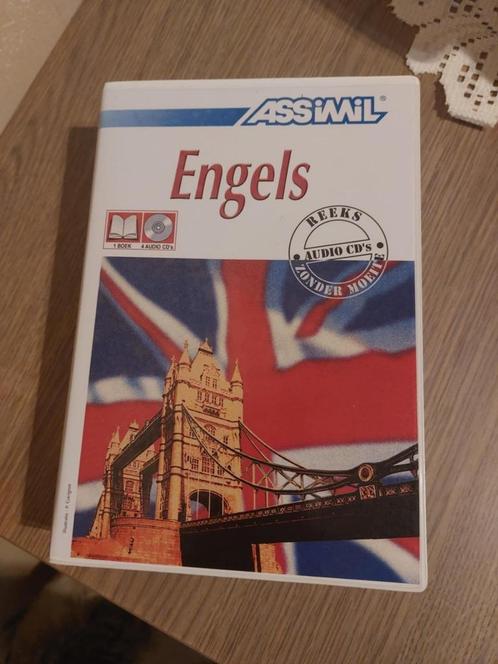 ASSiMiL®
Engels
1 BOEK
4 AUDIO CD's
REEKS
AUDIO CD's
ZONDER MOEITE